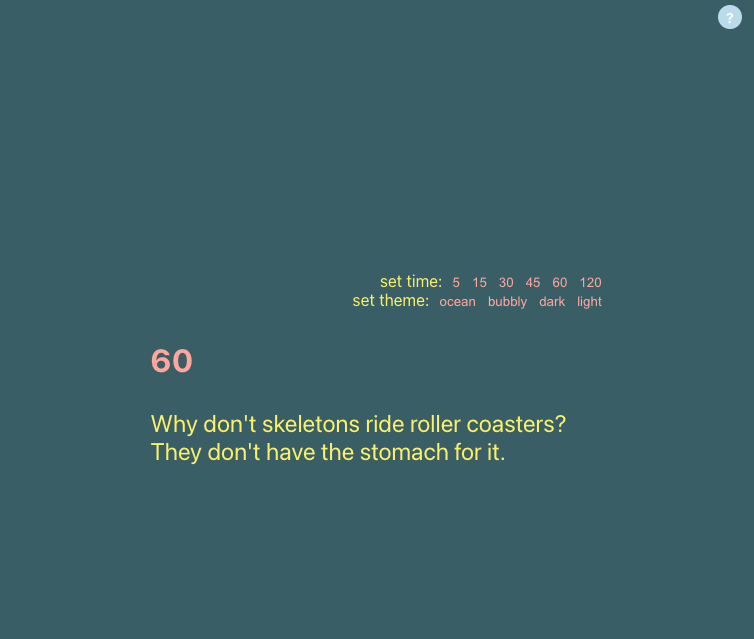 ?
set time: 5 15 30 45 60 120
set theme: ocean bubbly dark light
60
Why don't skeletons ride roller coasters?
They don't have the stomach for it.